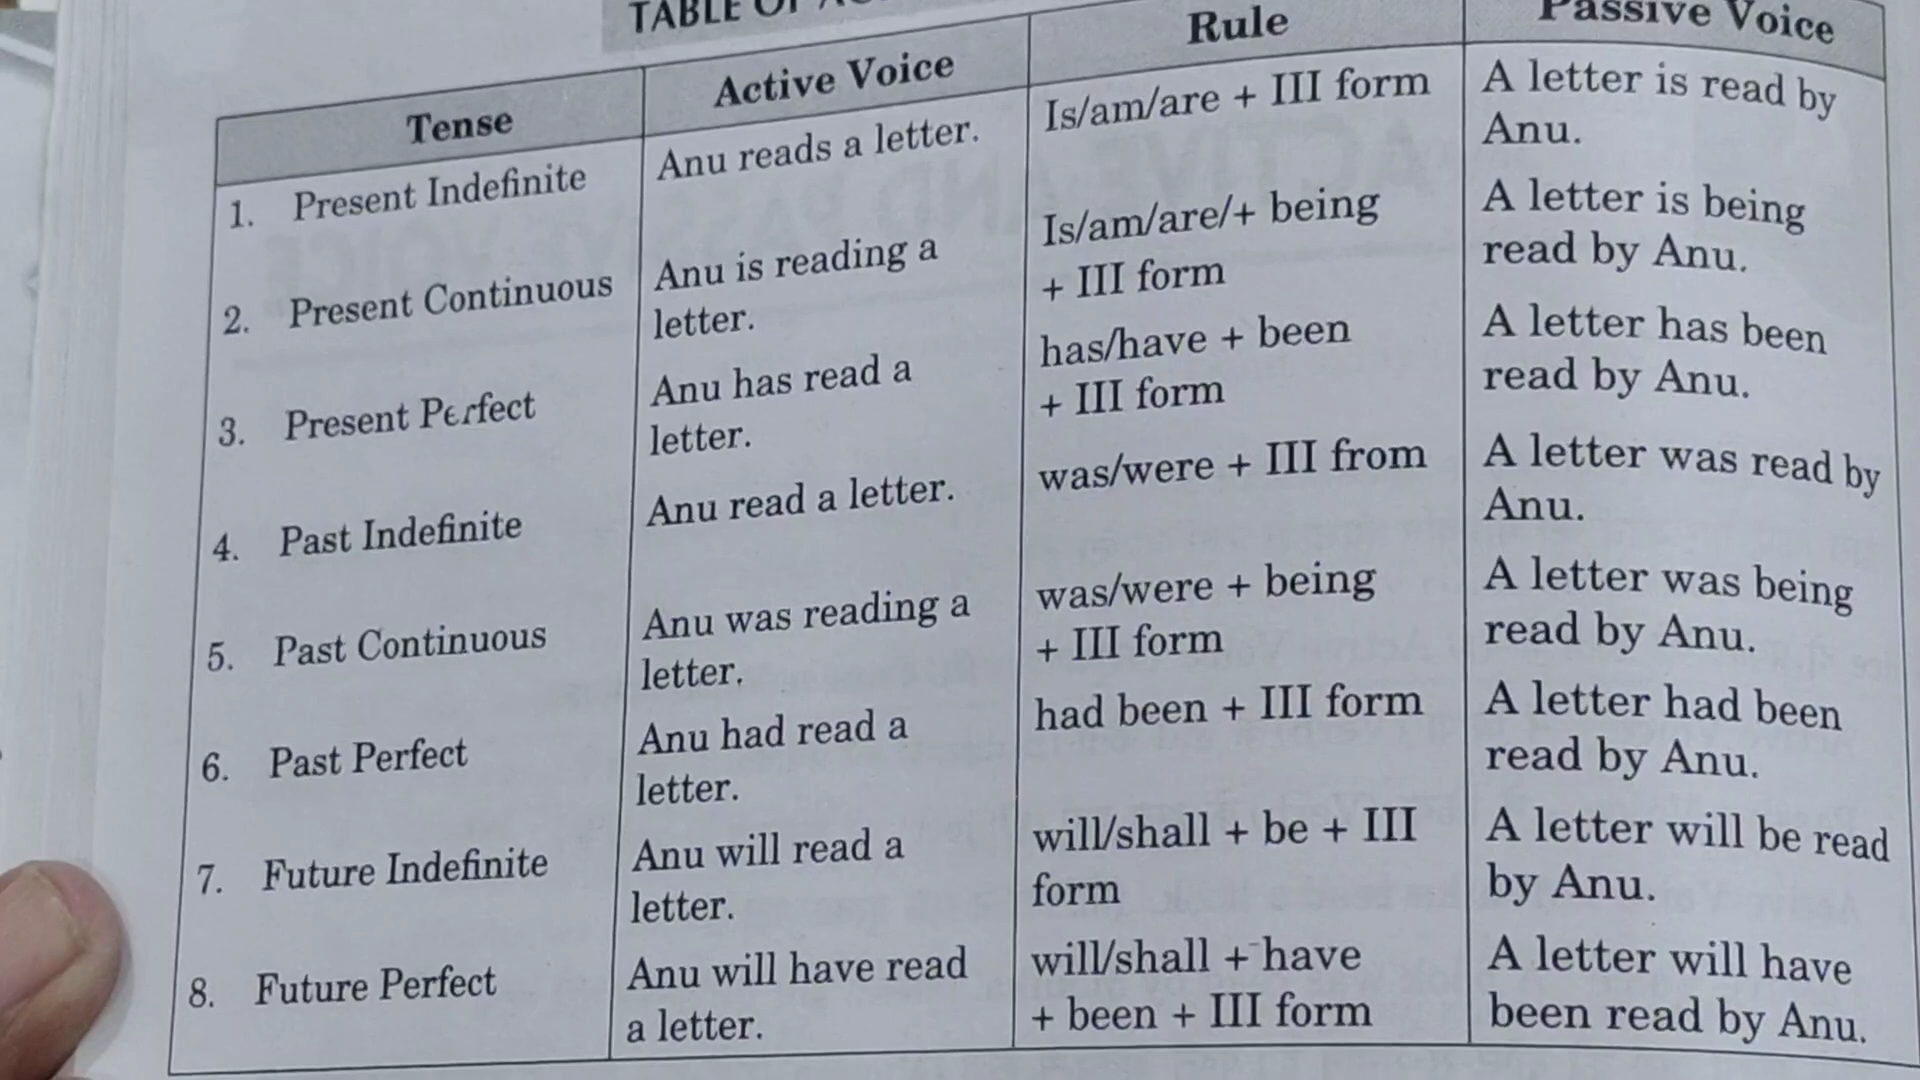 TABLE OF
Tense Active Voice Rule Passive Voice
1. Present Indefinite Anu reads a letter. Is/am/are + III form A letter is read by
Anu.
2. Present Continuous Anu is reading a Is/am/are/+ being A letter is being
letter. + III form read by Anu.
3. Present Perfect Anu has read a has/have + been A letter has been
letter. + III form read by Anu.
4. Past Indefinite Anu read a letter. was/were + III from A letter was read by
Anu.
5. Past Continuous Anu was reading a was/were + being A letter was being
letter. + III form read by Anu.
6. Past Perfect Anu had read a had been + III form A letter had been
letter. read by Anu.
7. Future Indefinite Anu will read a will/shall + be + III A letter will be read
letter. form by Anu.
8. Future Perfect Anu will have read will/shall + have A letter will have
a letter. + been + III form been read by Anu.